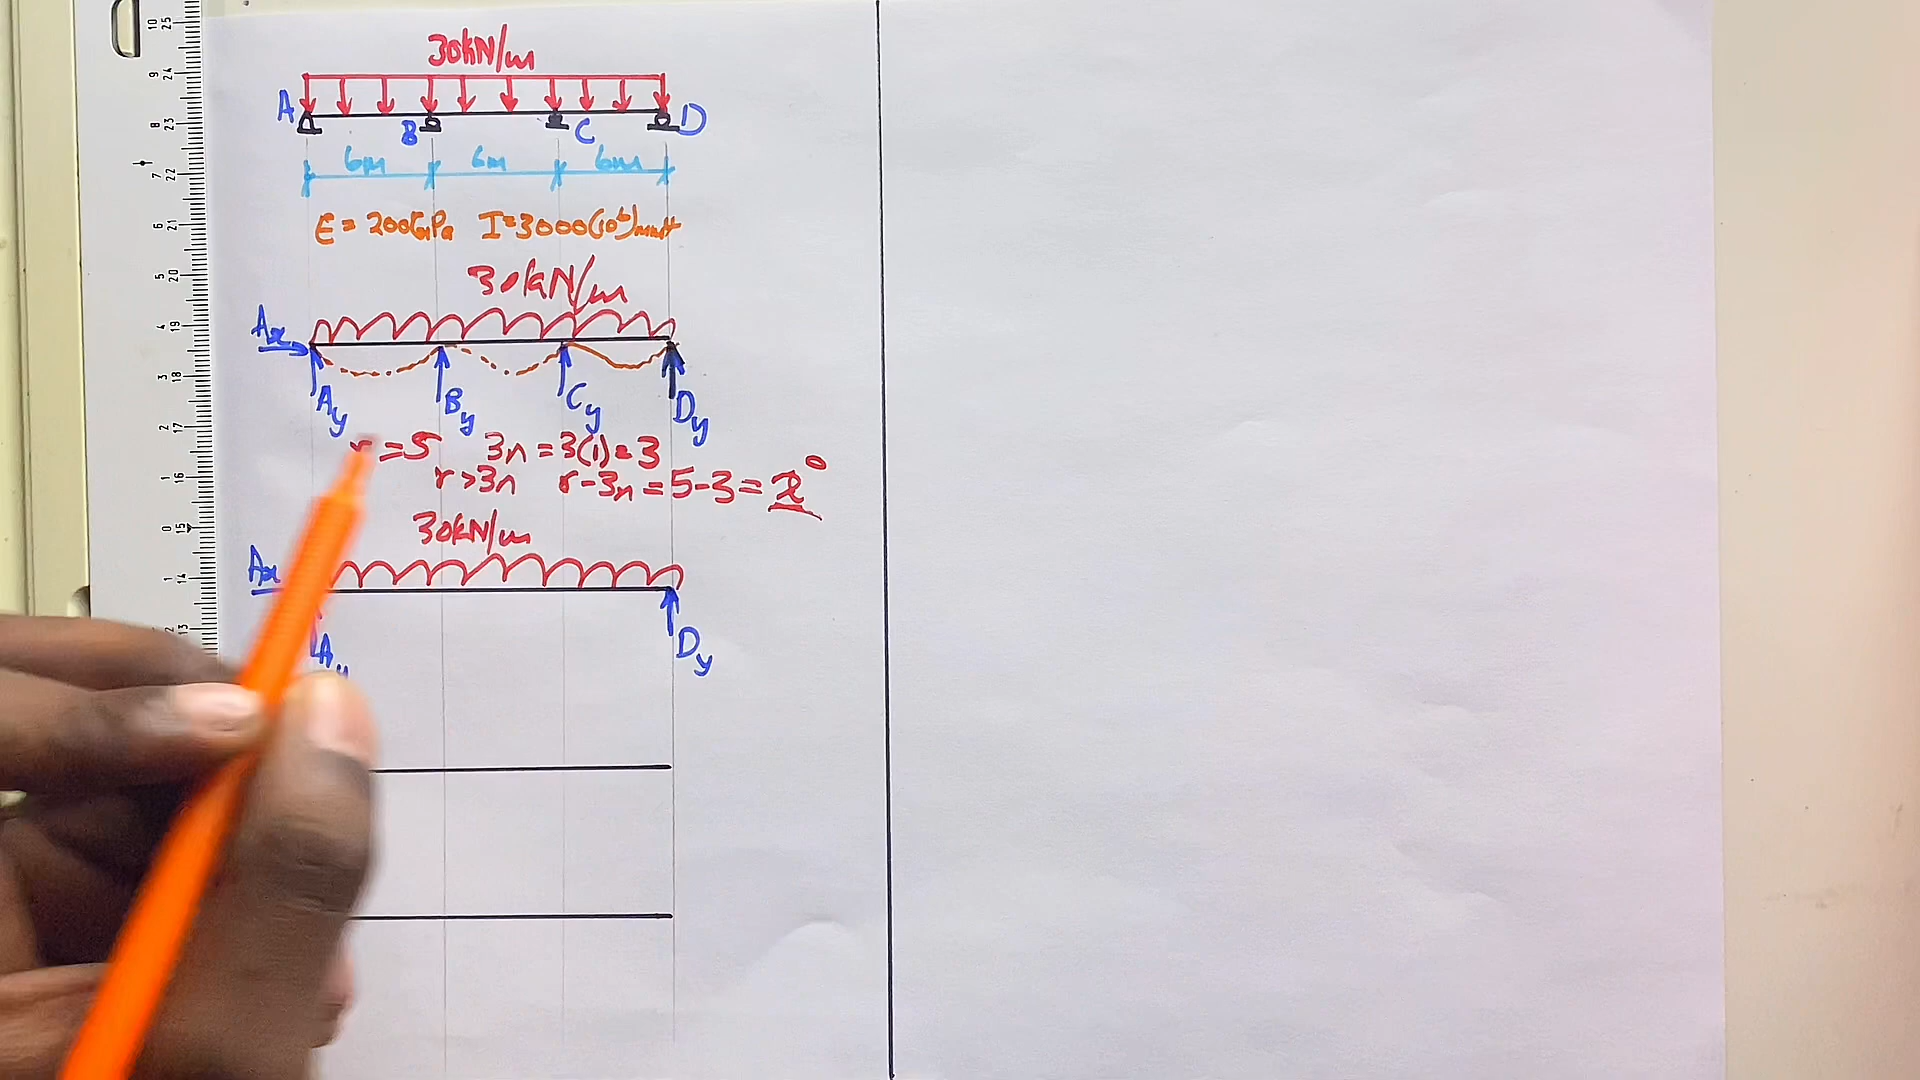 30kN/m
A B C D
6m 6m 6m
E = 200GPa I=3000(10⁶)mm⁴
30kN/m
Ax
Ay By Cy Dy
r = 5 3n = 3(1) = 3
r > 3n r - 3n = 5 - 3 = 2°
30kN/m
Ax
Ay Dy